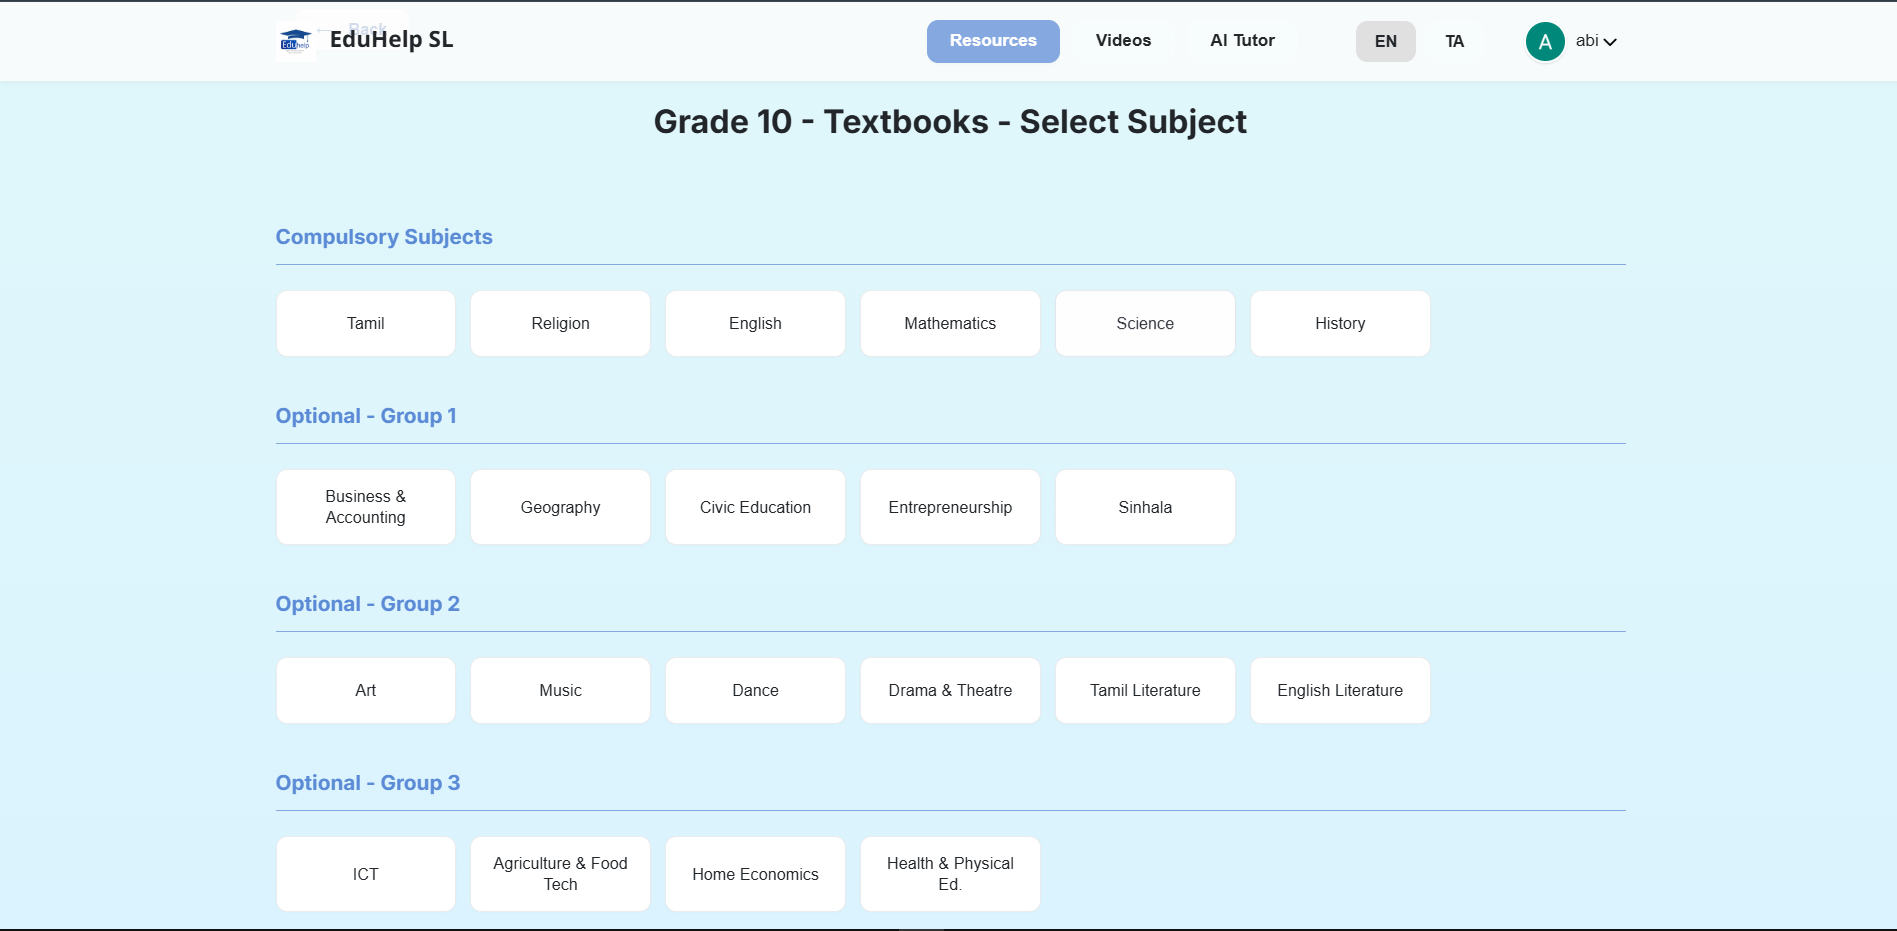 Back
Eduhelp
EduHelp SL
Resources
Videos
AI Tutor
EN
TA
A
abi
Grade 10 - Textbooks - Select Subject
Compulsory Subjects
Tamil
Religion
English
Mathematics
Science
History
Optional - Group 1
Business &
Accounting
Geography
Civic Education
Entrepreneurship
Sinhala
Optional - Group 2
Art
Music
Dance
Drama & Theatre
Tamil Literature
English Literature
Optional - Group 3
ICT
Agriculture & Food
Tech
Home Economics
Health & Physical
Ed.